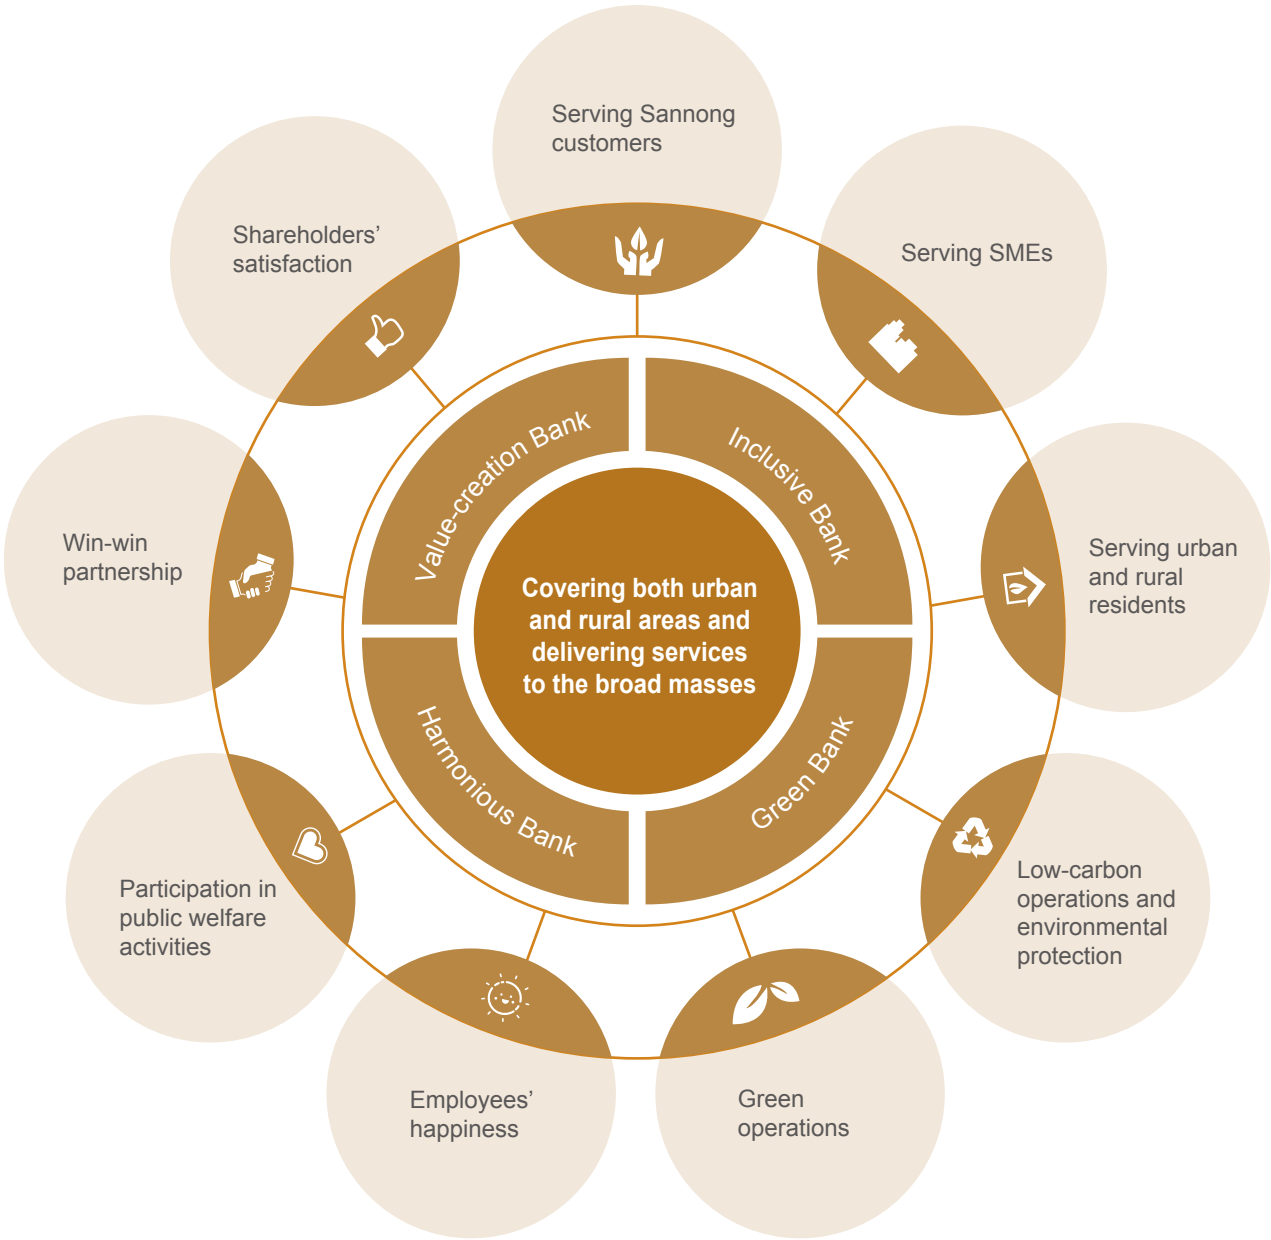 Serving Sannong
customers
Serving SMEs
Serving urban
and rural
residents
Low-carbon
operations and
environmental
protection
Green
operations
Employees’
happiness
Participation in
public welfare
activities
Win-win
partnership
Shareholders’
satisfaction
Value-creation Bank
Inclusive Bank
Green Bank
Harmonious Bank
Covering both urban
and rural areas and
delivering services
to the broad masses